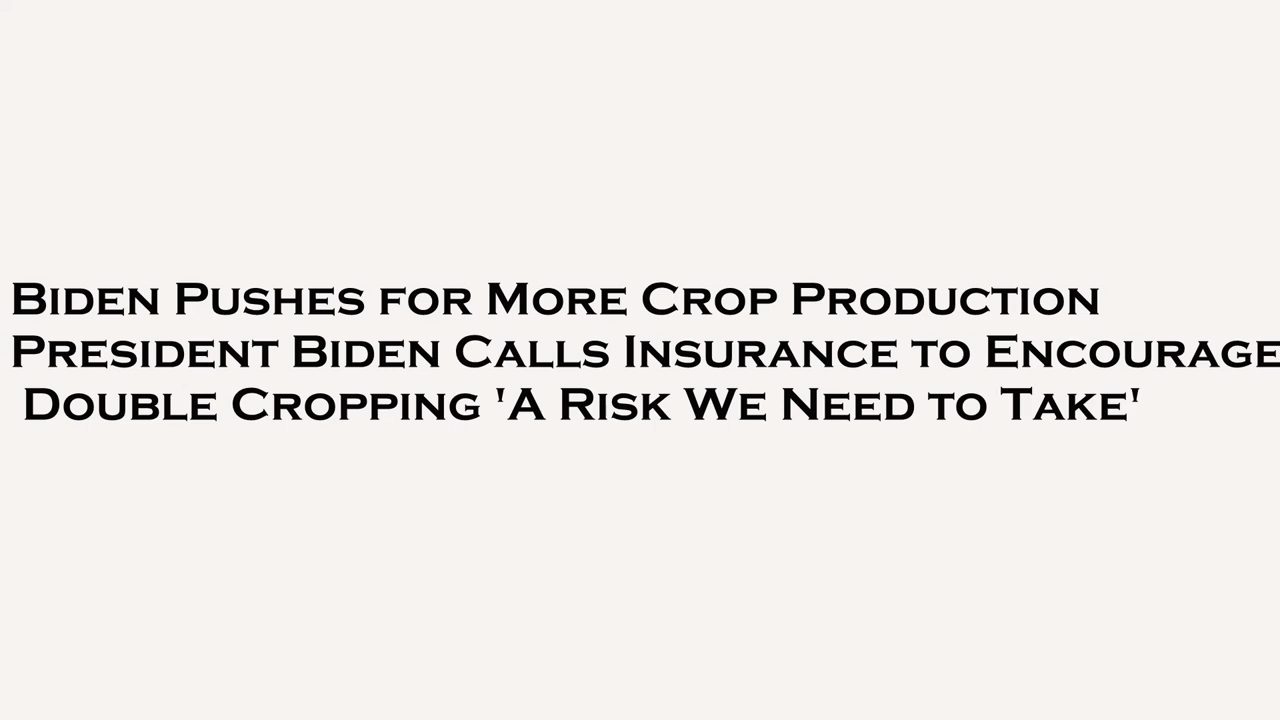 Biden Pushes for More Crop Production
President Biden Calls Insurance to Encourage
Double Cropping 'A Risk We Need to Take'